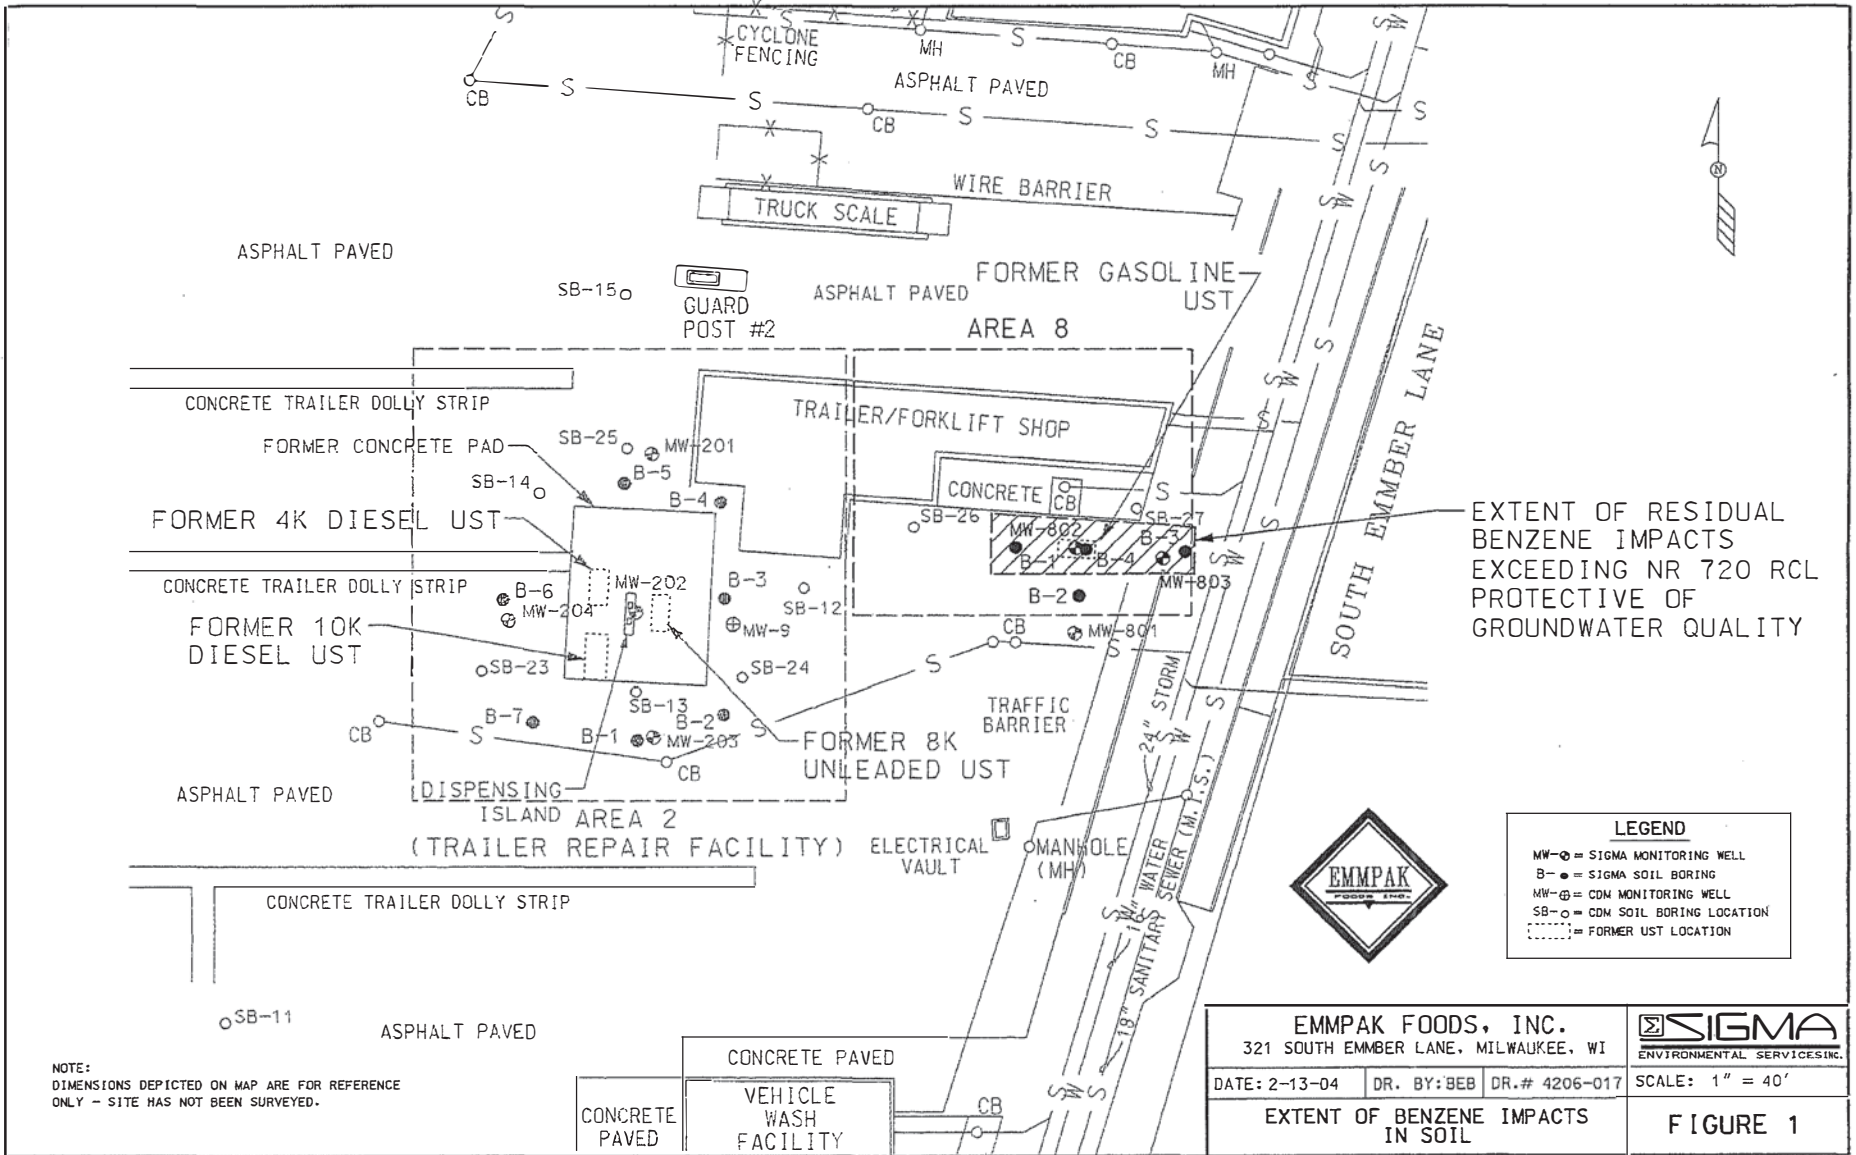 S
CYCLONE
FENCING
S
MH
S
CB
MH
S
ASPHALT PAVED
CB
S
S
CB
S
S
S
S
WIRE BARRIER
TRUCK SCALE
ASPHALT PAVED
SB-15
GUARD
POST #2
ASPHALT PAVED
FORMER GASOLINE
UST
AREA 8
N
CONCRETE TRAILER DOLLY STRIP
FORMER CONCRETE PAD
SB-25
MW-201
B-5
SB-14
B-4
TRAILER/FORKLIFT SHOP
CONCRETE
CB
S
SB-26
SB-27
MW-802
B-1
B-4
B-3
MW-803
B-2
MW-801
CB
S
FORMER 4K DIESEL UST
CONCRETE TRAILER DOLLY STRIP
B-6
MW-204
MW-202
B-3
MW-9
SB-12
FORMER 10K
DIESEL UST
SB-23
SB-24
SB-13
B-2
B-7
B-1
MW-203
CB
S
CB
S
S
FORMER 8K
UNLEADED UST
TRAFFIC
BARRIER
DISPENSING
ISLAND
AREA 2
(TRAILER REPAIR FACILITY)
ASPHALT PAVED
ELECTRICAL
VAULT
MANHOLE
(MH)
CONCRETE TRAILER DOLLY STRIP
SB-11
ASPHALT PAVED
SOUTH EMMBER LANE
24" STORM
16" WATER
18" SANITARY SEWER (M.I.S.)
S
W
S
EXTENT OF RESIDUAL
BENZENE IMPACTS
EXCEEDING NR 720 RCL
PROTECTIVE OF
GROUNDWATER QUALITY
EMMPAK
FOODS INC.
LEGEND
MW- = SIGMA MONITORING WELL
B- = SIGMA SOIL BORING
MW- = CDM MONITORING WELL
SB- = CDM SOIL BORING LOCATION
= FORMER UST LOCATION
NOTE:
DIMENSIONS DEPICTED ON MAP ARE FOR REFERENCE
ONLY - SITE HAS NOT BEEN SURVEYED.
CONCRETE PAVED
CONCRETE
PAVED
VEHICLE
WASH
FACILITY
CB
EMMPAK FOODS, INC.
321 SOUTH EMMBER LANE, MILWAUKEE, WI
Σ SIGMA
ENVIRONMENTAL SERVICES INC.
DATE: 2-13-04
DR. BY: BEB
DR.# 4206-017
SCALE: 1" = 40'
EXTENT OF BENZENE IMPACTS
IN SOIL
FIGURE 1